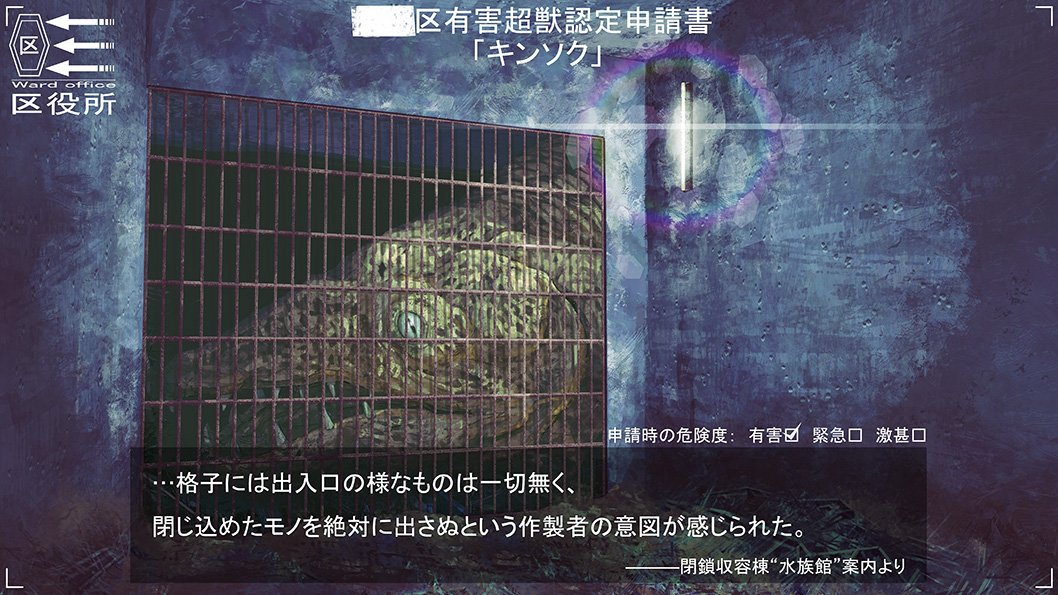 区有害超獣認定申請書
「キンソク」
区
Ward office
区役所
申請時の危険度： 有害☑ 緊急□ 激甚□
…格子には出入口の様なものは一切無く、
閉じ込めたモノを絶対に出さぬという作製者の意図が感じられた。
―――閉鎖収容棟“水族館”案内より